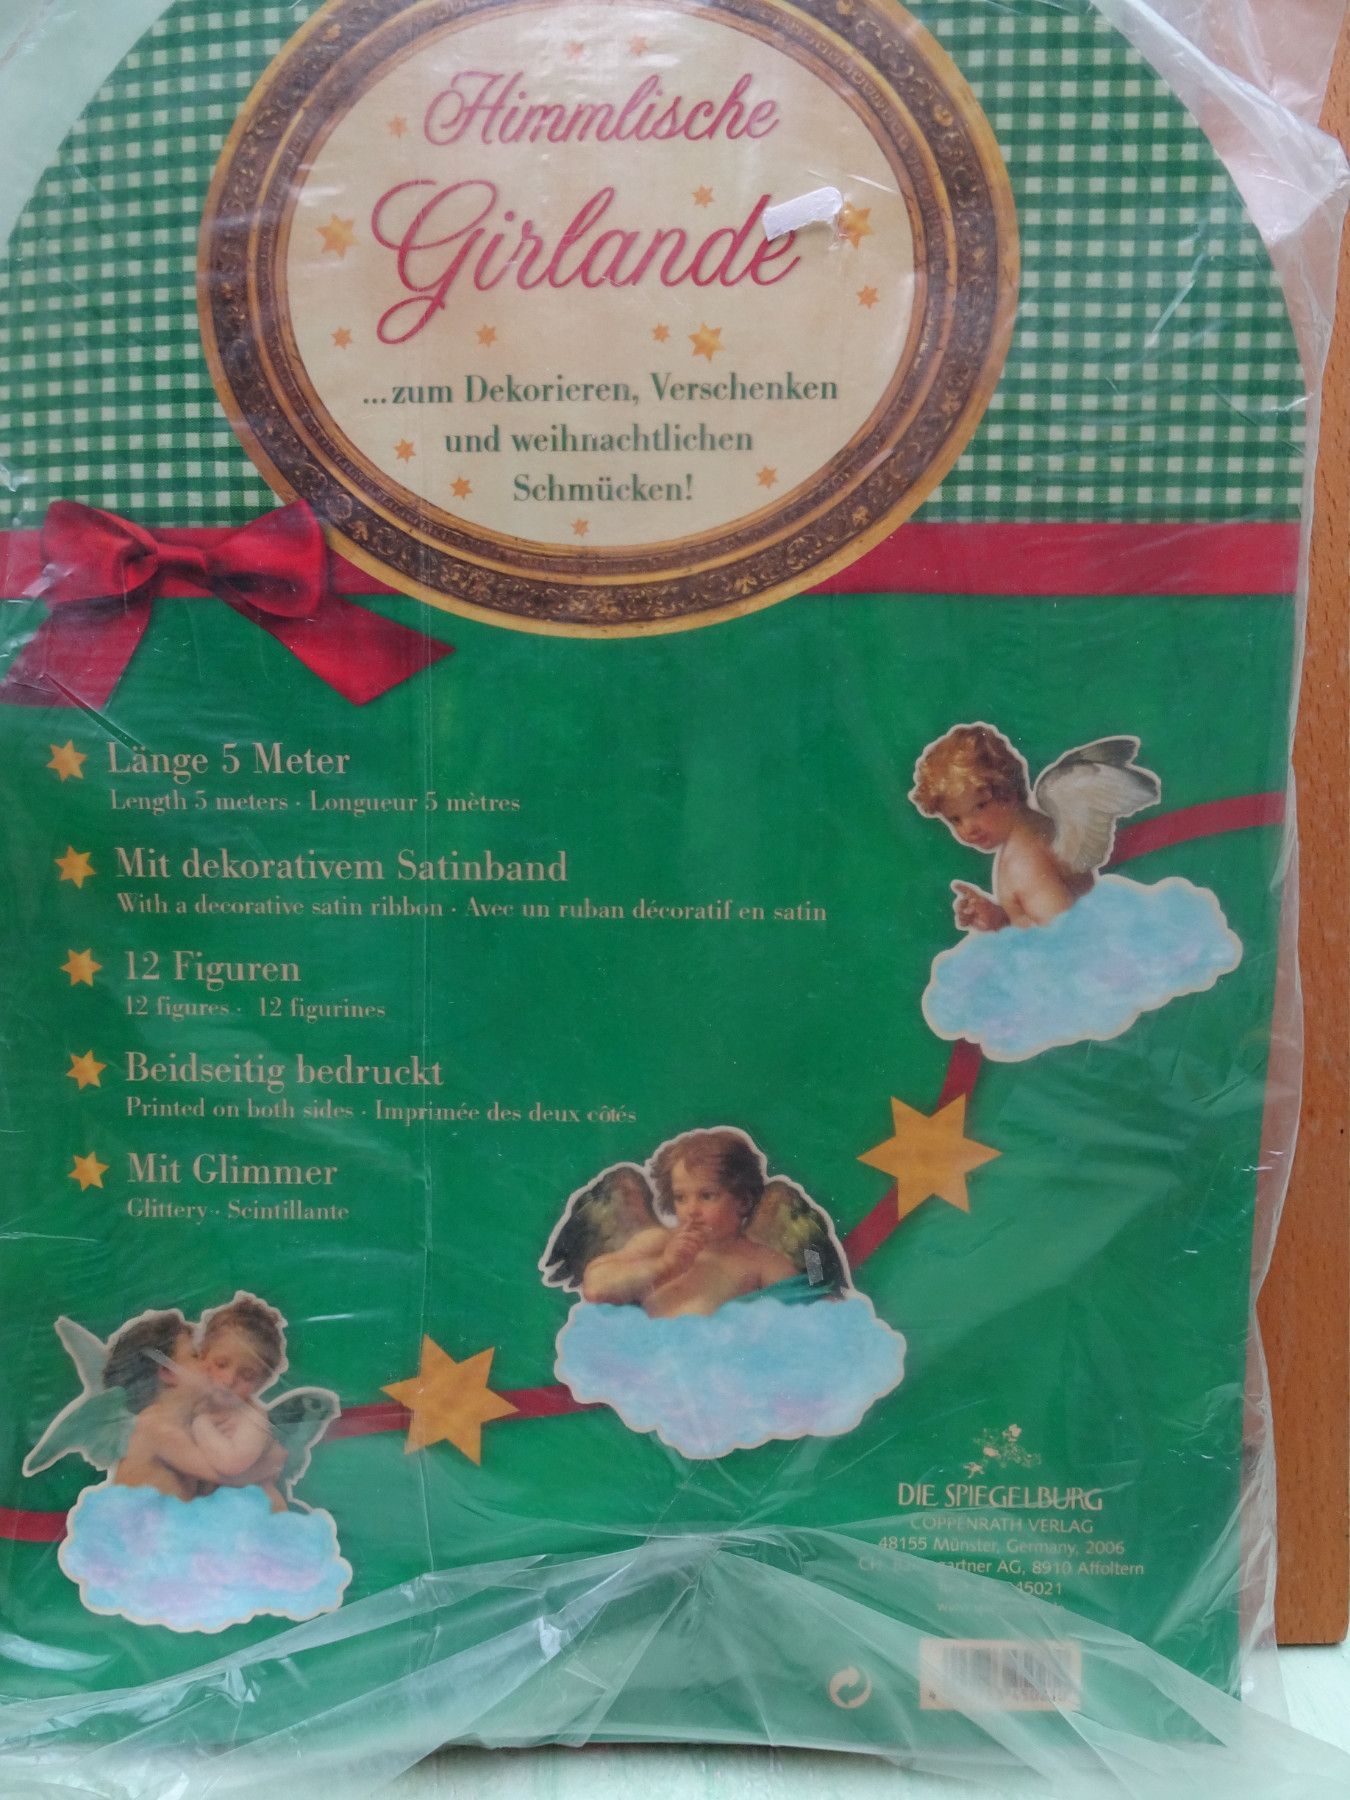 Himmlische
Girlande
...zum Dekorieren, Verschenken
und weihnachtlichen
Schmücken!
Länge 5 Meter
Length 5 meters · Longueur 5 mètres
Mit dekorativem Satinband
With a decorative satin ribbon · Avec un ruban décoratif en satin
12 Figuren
12 figures · 12 figurines
Beidseitig bedruckt
Printed on both sides · Imprimée des deux côtés
Mit Glimmer
Glittery · Scintillante
DIE SPIEGELBURG
COPPENRATH VERLAG
48155 Münster, Germany, 2006
CH: AG, 8910 Affoltern
45021